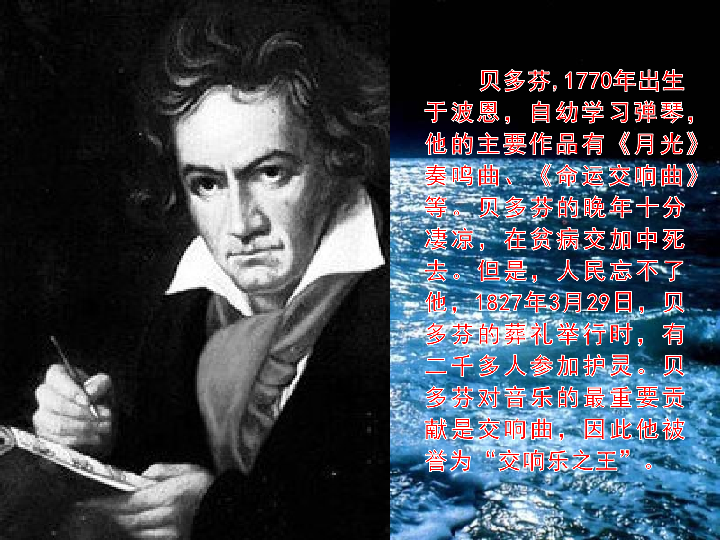 贝多芬,1770年出生
于波恩，自幼学习弹琴，
他的主要作品有《月光》
奏鸣曲、《命运交响曲》
等。贝多芬的晚年十分
凄凉，在贫病交加中死
去。但是，人民忘不了
他，1827年3月29日，贝
多芬的葬礼举行时，有
二千多人参加护灵。贝
多芬对音乐的最重要贡
献是交响曲，因此他被
誉为“交响乐之王”。